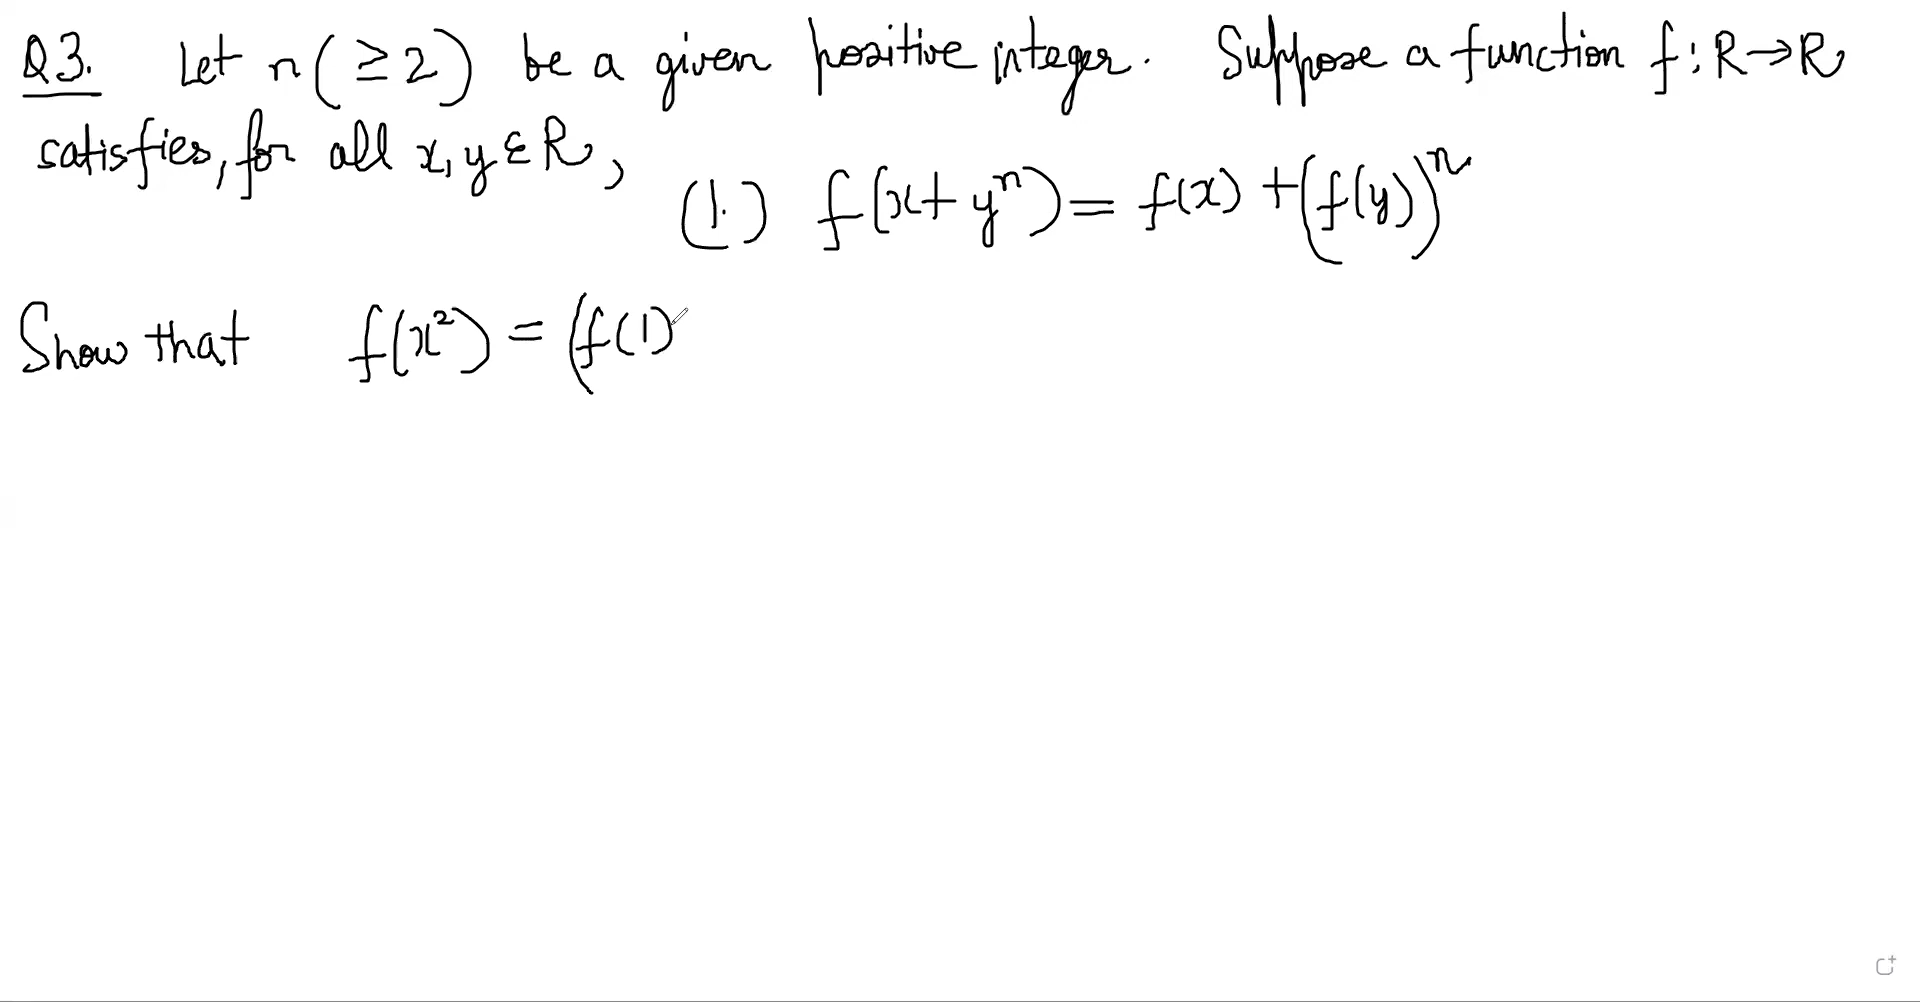 Q3. Let n(≥2) be a given positive integer. Suppose a function f:R→R
satisfies, for all x,y∈R,
(1.) f(x+yⁿ)=f(x)+(f(y))ⁿ
Show that f(x²)=(f(1)